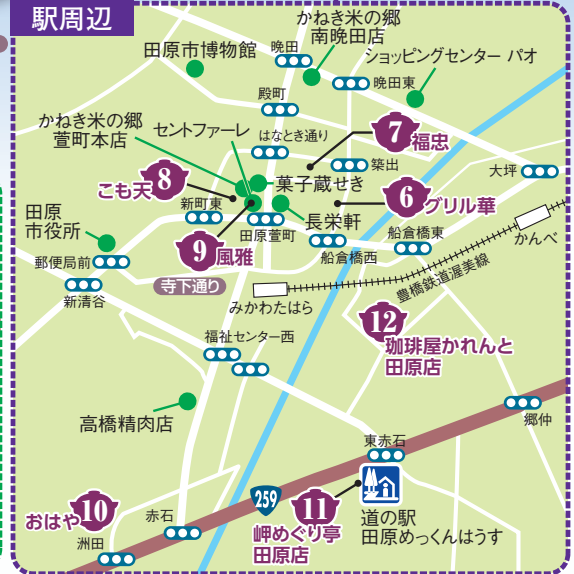 駅周辺
かねき米の郷
南晩田店
田原市博物館
晩田
ショッピングセンター パオ
晩田東
殿町
かねき米の郷
萱町本店
セントファーレ
はなとき通り
7
福忠
築出
大坪
菓子蔵せき
8
こも天
6
グリル華
新町東
長栄軒
田原萱町
田原
市役所
9
風雅
船倉橋西
船倉橋東
かんべ
郵便局前
新清谷
寺下通り
みかわたはら
豊橋鉄道渥美線
12
珈琲屋かれんと
田原店
福祉センター西
高橋精肉店
郷仲
東赤石
259
11
岬めぐり亭
田原店
道の駅
田原めっくんはうす
10
おはや
赤石
洲田